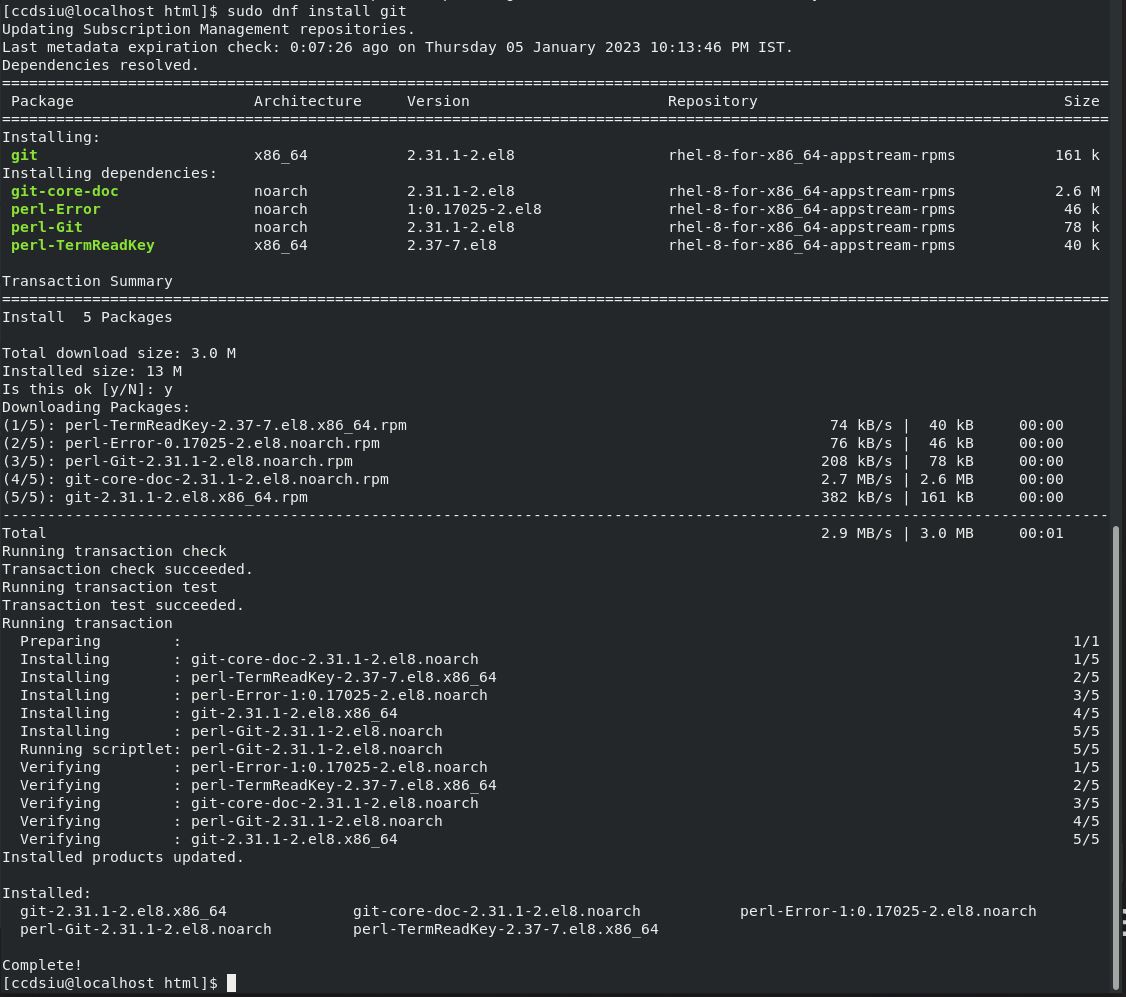 [ccdsiu@localhost html]$ sudo dnf install git
Updating Subscription Management repositories.
Last metadata expiration check: 0:07:26 ago on Thursday 05 January 2023 10:13:46 PM IST.
Dependencies resolved.
================================================================================
Package Architecture Version Repository Size
================================================================================
Installing:
git x86_64 2.31.1-2.el8 rhel-8-for-x86_64-appstream-rpms 161 k
Installing dependencies:
git-core-doc noarch 2.31.1-2.el8 rhel-8-for-x86_64-appstream-rpms 2.6 M
perl-Error noarch 1:0.17025-2.el8 rhel-8-for-x86_64-appstream-rpms 46 k
perl-Git noarch 2.31.1-2.el8 rhel-8-for-x86_64-appstream-rpms 78 k
perl-TermReadKey x86_64 2.37-7.el8 rhel-8-for-x86_64-appstream-rpms 40 k
Transaction Summary
================================================================================
Install 5 Packages
Total download size: 3.0 M
Installed size: 13 M
Is this ok [y/N]: y
Downloading Packages:
(1/5): perl-TermReadKey-2.37-7.el8.x86_64.rpm 74 kB/s | 40 kB 00:00
(2/5): perl-Error-0.17025-2.el8.noarch.rpm 76 kB/s | 46 kB 00:00
(3/5): perl-Git-2.31.1-2.el8.noarch.rpm 208 kB/s | 78 kB 00:00
(4/5): git-core-doc-2.31.1-2.el8.noarch.rpm 2.7 MB/s | 2.6 MB 00:00
(5/5): git-2.31.1-2.el8.x86_64.rpm 382 kB/s | 161 kB 00:00
--------------------------------------------------------------------------------
Total 2.9 MB/s | 3.0 MB 00:01
Running transaction check
Transaction check succeeded.
Running transaction test
Transaction test succeeded.
Running transaction
Preparing : 1/1
Installing : git-core-doc-2.31.1-2.el8.noarch 1/5
Installing : perl-TermReadKey-2.37-7.el8.x86_64 2/5
Installing : perl-Error-1:0.17025-2.el8.noarch 3/5
Installing : git-2.31.1-2.el8.x86_64 4/5
Installing : perl-Git-2.31.1-2.el8.noarch 5/5
Running scriptlet: perl-Git-2.31.1-2.el8.noarch 5/5
Verifying : perl-Error-1:0.17025-2.el8.noarch 1/5
Verifying : perl-TermReadKey-2.37-7.el8.x86_64 2/5
Verifying : git-core-doc-2.31.1-2.el8.noarch 3/5
Verifying : perl-Git-2.31.1-2.el8.noarch 4/5
Verifying : git-2.31.1-2.el8.x86_64 5/5
Installed products updated.
Installed:
git-2.31.1-2.el8.x86_64 git-core-doc-2.31.1-2.el8.noarch perl-Error-1:0.17025-2.el8.noarch
perl-Git-2.31.1-2.el8.noarch perl-TermReadKey-2.37-7.el8.x86_64
Complete!
[ccdsiu@localhost html]$